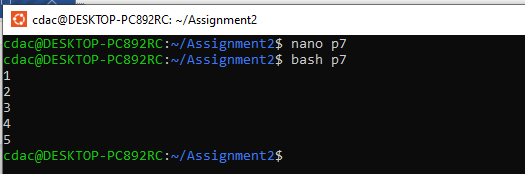 cdac@DESKTOP-PC892RC: ~/Assignment2
cdac@DESKTOP-PC892RC:~/Assignment2$ nano p7
cdac@DESKTOP-PC892RC:~/Assignment2$ bash p7
1
2
3
4
5
cdac@DESKTOP-PC892RC:~/Assignment2$